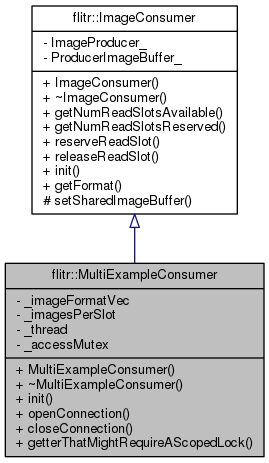 flitr::ImageConsumer
- ImageProducer_
- ProducerImageBuffer_
+ ImageConsumer()
+ ~ImageConsumer()
+ getNumReadSlotsAvailable()
+ getNumReadSlotsReserved()
+ reserveReadSlot()
+ releaseReadSlot()
+ init()
+ getFormat()
# setSharedImageBuffer()
flitr::MultiExampleConsumer
- _imageFormatVec
- _imagesPerSlot
- _thread
- _accessMutex
+ MultiExampleConsumer()
+ ~MultiExampleConsumer()
+ init()
+ openConnection()
+ closeConnection()
+ getterThatMightRequireAScopedLock()